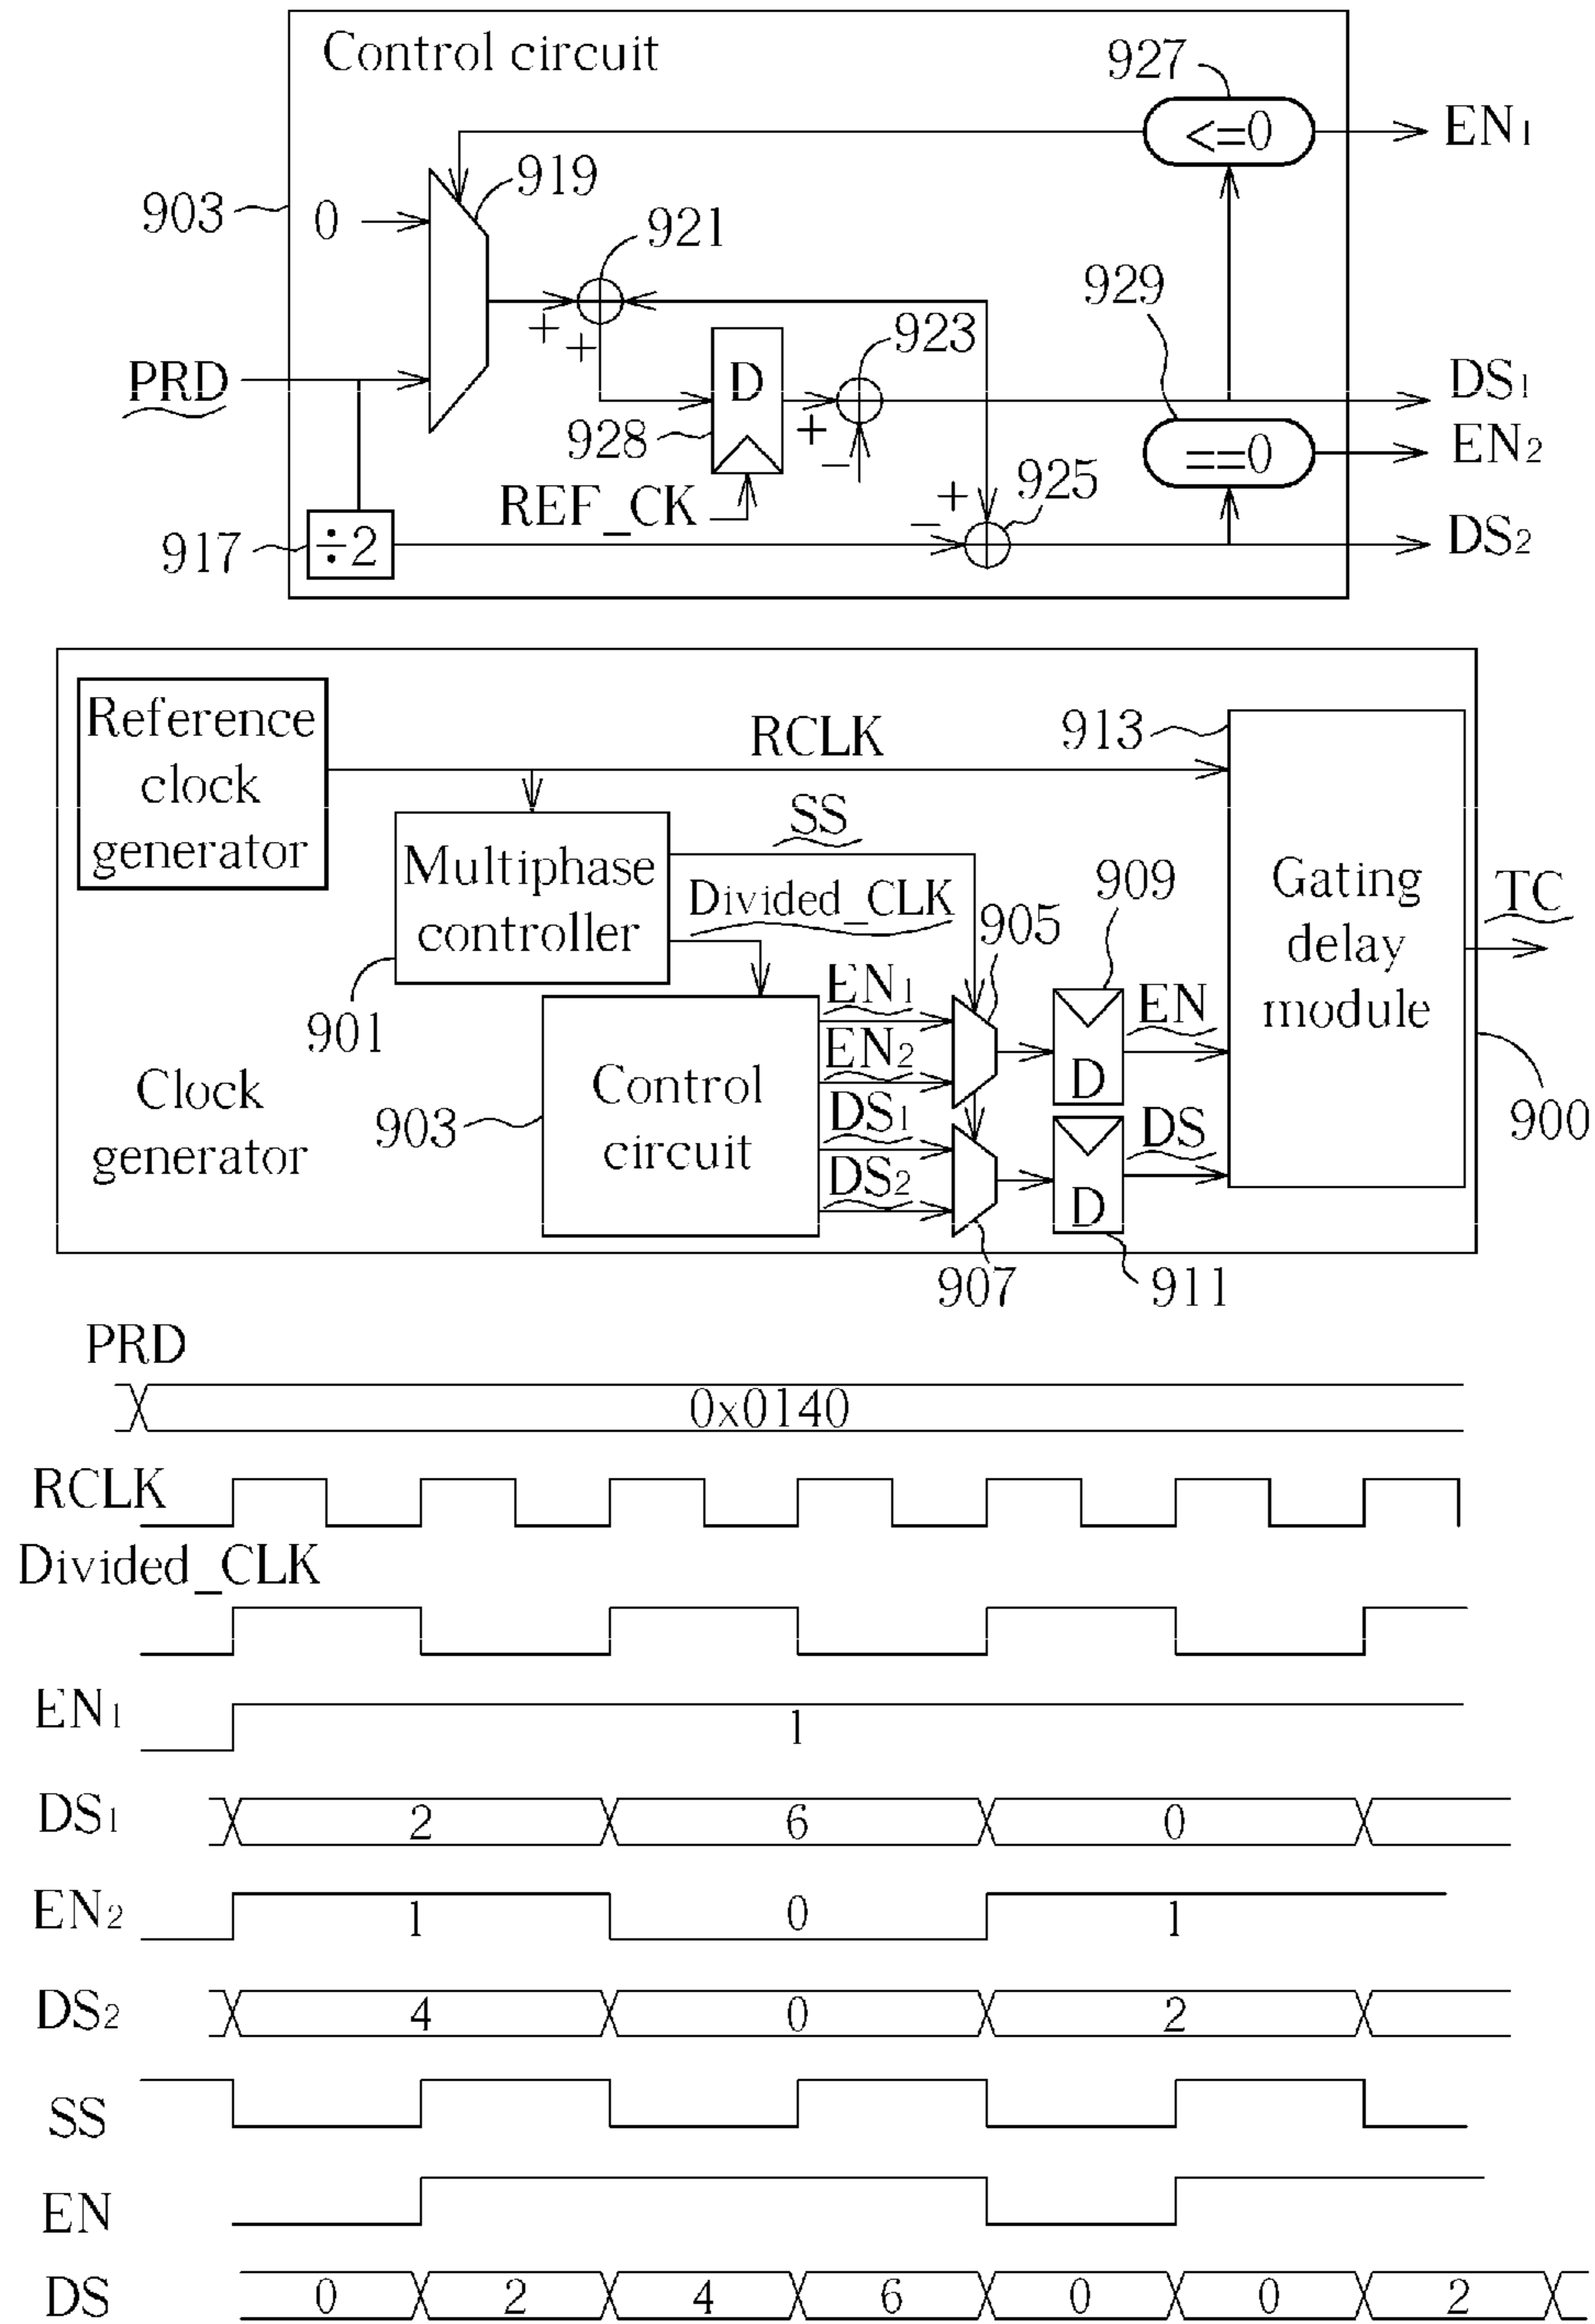 Control circuit
927
<=0
EN1
919
903
0
921
929
+
+
923
PRD
D
DS1
928
+
−
==0
EN2
REF_CK
+
−
925
917
÷2
DS2
Reference
clock
generator
RCLK
913
SS
Multiphase
controller
Divided_CLK
905
909
Gating
delay
module
TC
901
EN1
EN
Clock
generator
903
Control
circuit
EN2
D
DS1
DS
900
DS2
D
907
911
PRD
0x0140
RCLK
Divided_CLK
EN1
1
DS1
2
6
0
EN2
1
0
1
DS2
4
0
2
SS
EN
DS
0
2
4
6
0
0
2